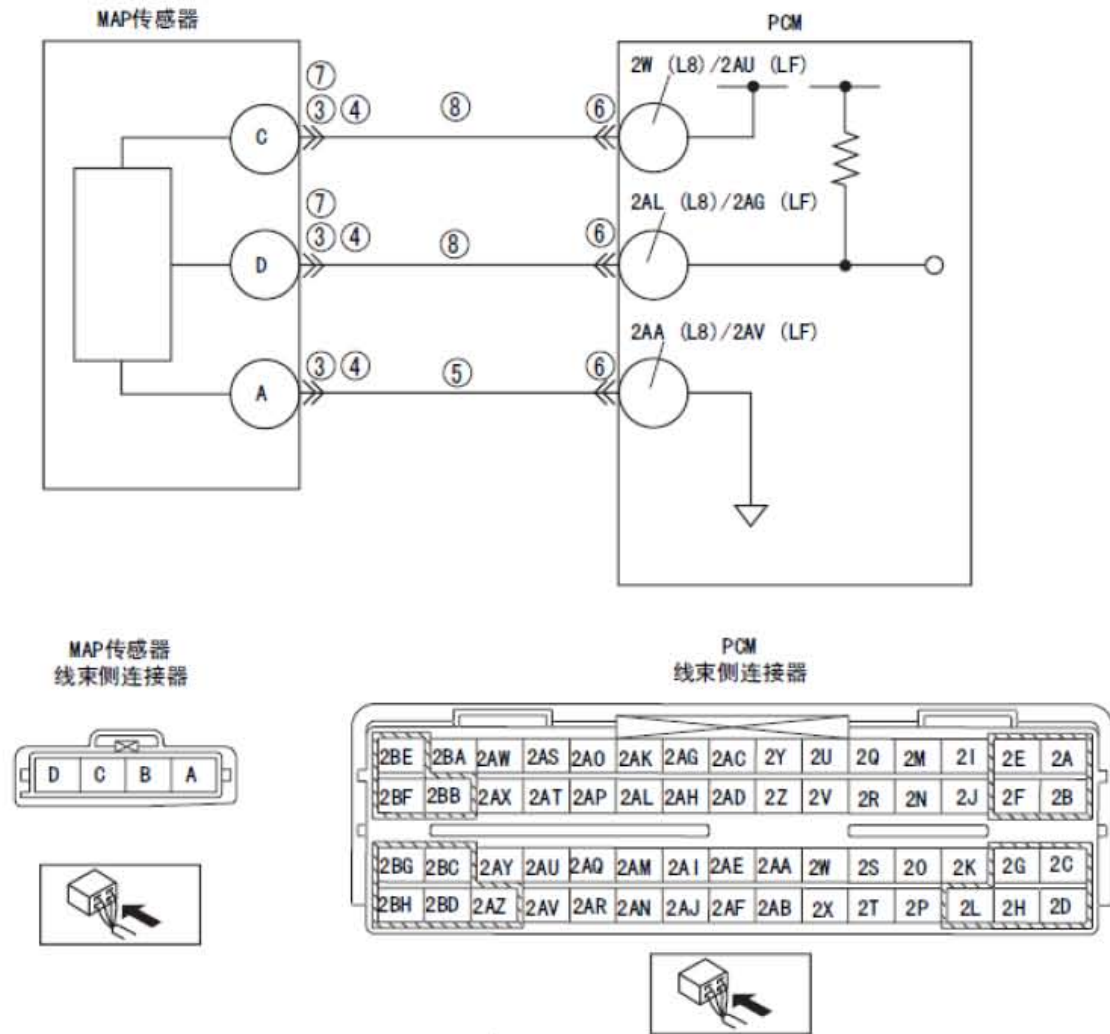 MAP传感器
PCM
2W (L8)/2AU (LF)
⑦
③ ④ ⑧ ⑥
C
2AL (L8)/2AG (LF)
⑦
③ ④ ⑧ ⑥
D
2AA (L8)/2AV (LF)
③ ④ ⑤ ⑥
A
MAP传感器
线束侧连接器
D C B A
PCM
线束侧连接器
2BE 2BA 2AW 2AS 2AO 2AK 2AG 2AC 2Y 2U 2Q 2M 2I 2E 2A
2BF 2BB 2AX 2AT 2AP 2AL 2AH 2AD 2Z 2V 2R 2N 2J 2F 2B
2BG 2BC 2AY 2AU 2AQ 2AM 2AI 2AE 2AA 2W 2S 2O 2K 2G 2C
2BH 2BD 2AZ 2AV 2AR 2AN 2AJ 2AF 2AB 2X 2T 2P 2L 2H 2D